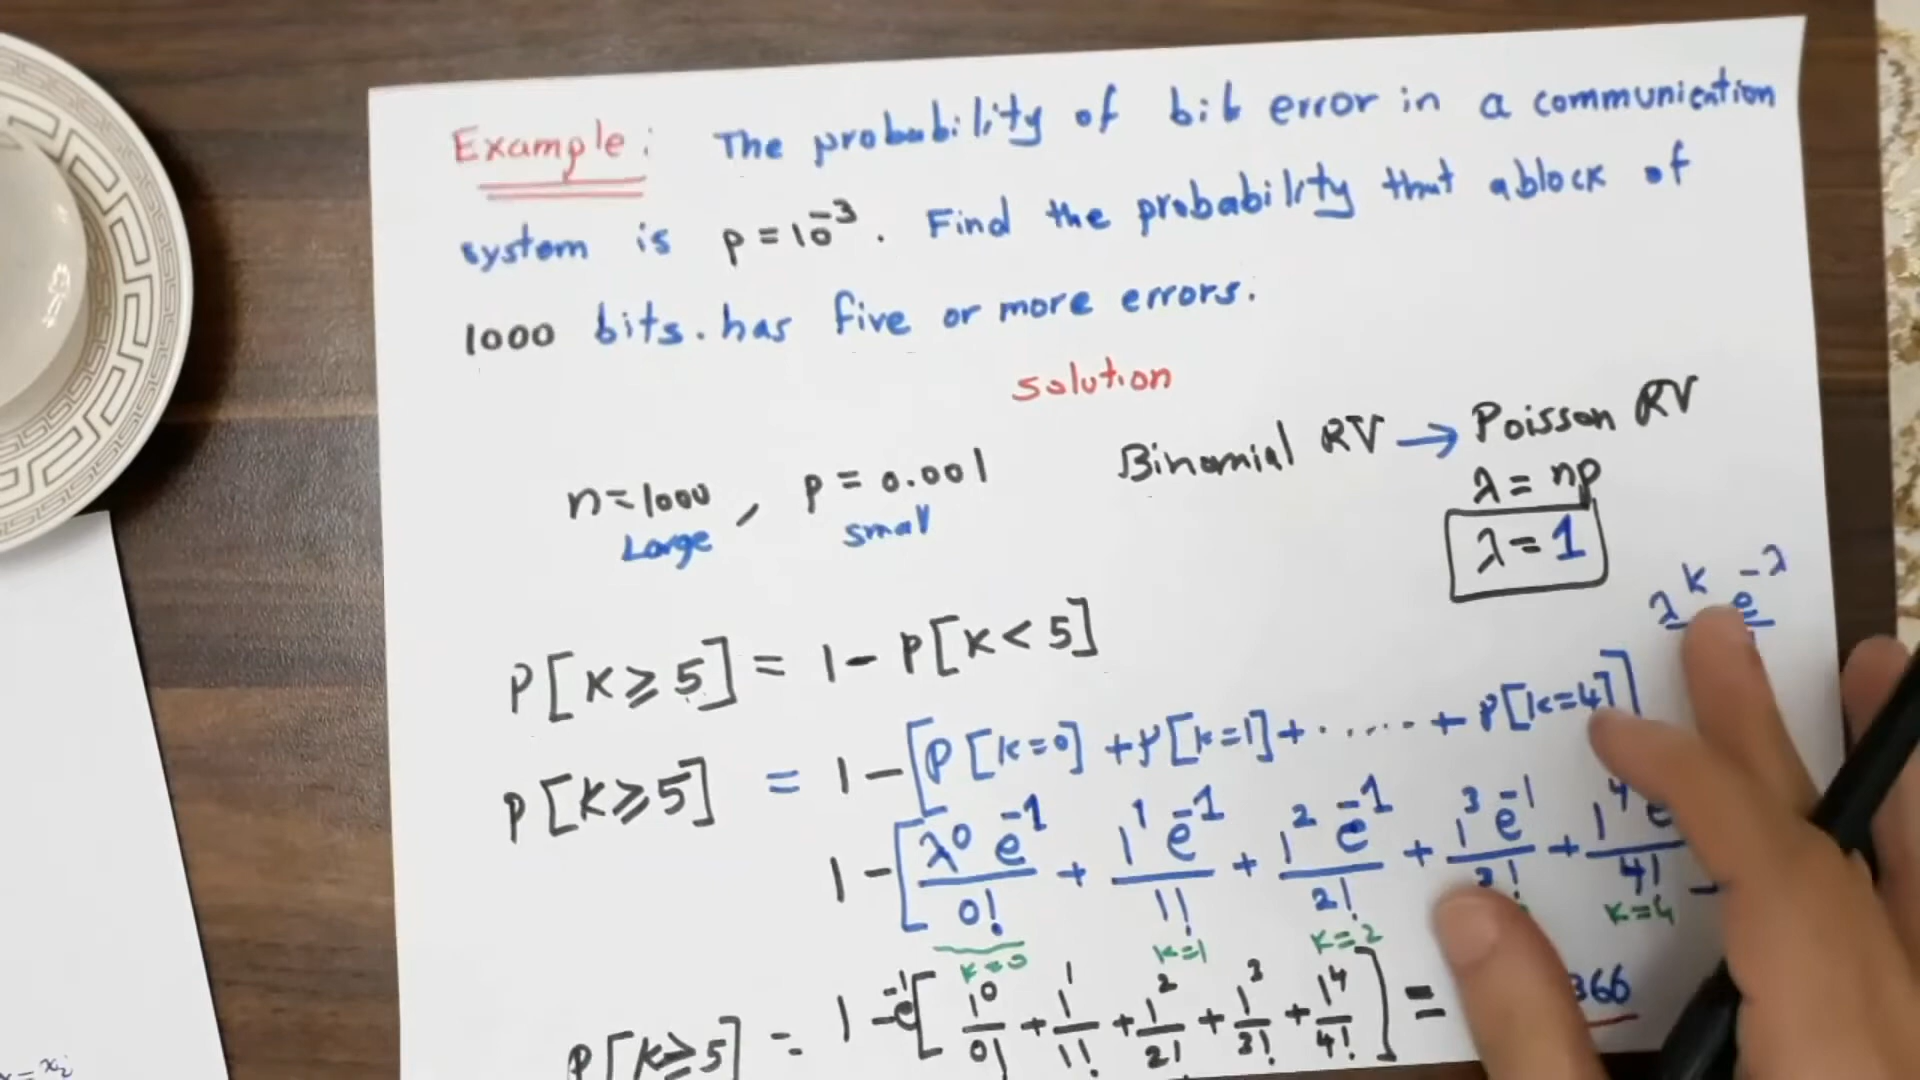 Example: The probability of bit error in a communication
system is p = 10⁻³. Find the probability that a block of
1000 bits. has five or more errors.
solution
n=1000, p = 0.001 Binomial RV → Poisson RV
Large small λ = np
λ = 1
λᵏ e^-λ
P[K≥5] = 1 - P[K<5]
P[K≥5] = 1 - [P[k=0] + P[k=1] + ..... + P[k=4]]
1 - [λ⁰ e⁻¹/0! + 1¹ e⁻¹/1! + 1² e⁻¹/2! + 1³ e⁻¹/3! + 1⁴ e/4!
k=0 k=1 k=2 k=4
P[K≥5] = 1 - e⁻¹[1⁰/0! + 1¹/1! + 1²/2! + 1³/3! + 1⁴/4!] = 366
= xᵢ